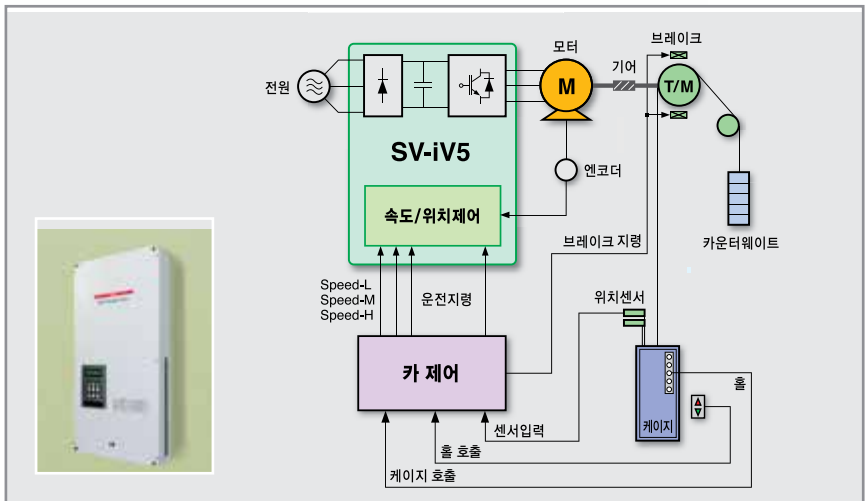 모터
브레이크
기어
전원
M
T/M
SV-iV5
엔코더
속도/위치제어
카운터웨이트
브레이크 지령
Speed-L
Speed-M
Speed-H
운전지령
위치센서
카 제어
홀
케이지
센서입력
홀 호출
케이지 호출